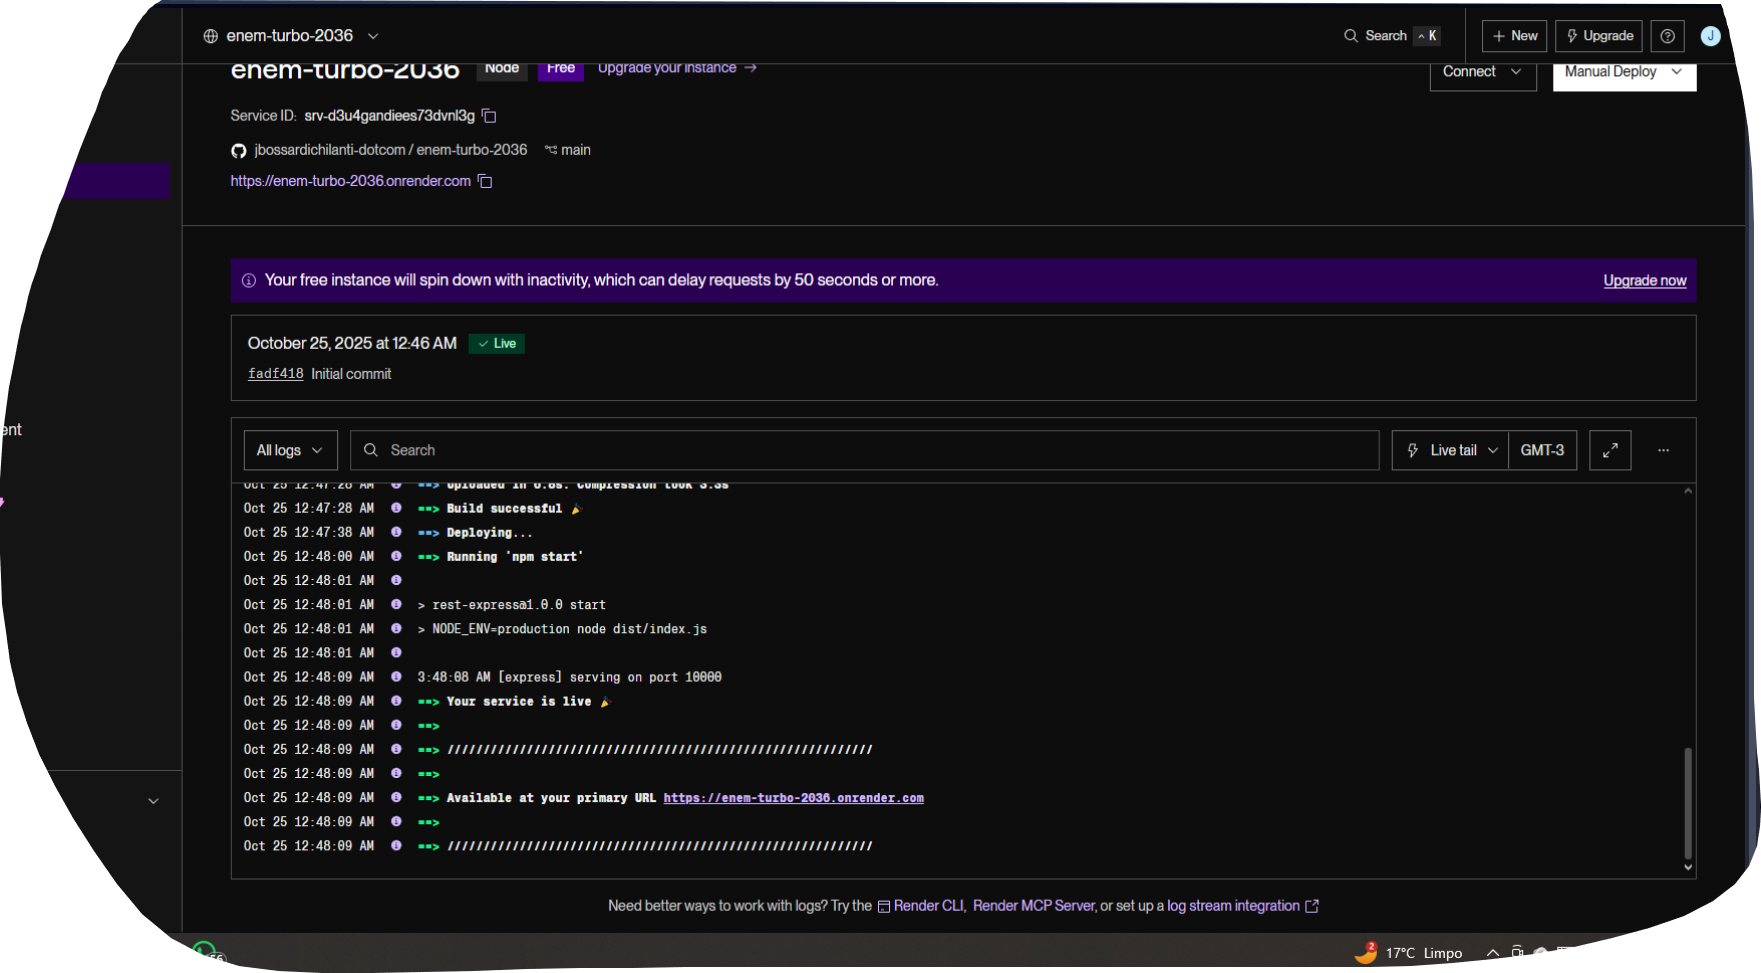 enem-turbo-2036
Search ^ K
+ New
Upgrade
J
enem-turbo-2036 Node Free Upgrade your instance →
Connect
Manual Deploy
Service ID: srv-d3u4gandiees73dvnl3g
jbossardichilanti-dotcom / enem-turbo-2036 main
https://enem-turbo-2036.onrender.com
Your free instance will spin down with inactivity, which can delay requests by 50 seconds or more. Upgrade now
October 25, 2025 at 12:46 AM Live
fadf418 Initial commit
ent
All logs Search Live tail GMT-3 ...
Oct 25 12:47:28 AM ==> Uploaded in 6.8s. Compression took 3.3s
Oct 25 12:47:28 AM ==> Build successful 🎉
Oct 25 12:47:38 AM ==> Deploying...
Oct 25 12:48:00 AM ==> Running 'npm start'
Oct 25 12:48:01 AM
Oct 25 12:48:01 AM > rest-express@1.0.0 start
Oct 25 12:48:01 AM > NODE_ENV=production node dist/index.js
Oct 25 12:48:01 AM
Oct 25 12:48:09 AM 3:48:08 AM [express] serving on port 10000
Oct 25 12:48:09 AM ==> Your service is live 🎉
Oct 25 12:48:09 AM ==>
Oct 25 12:48:09 AM ==> ///////////////////////////////////////////////////////////
Oct 25 12:48:09 AM ==>
Oct 25 12:48:09 AM ==> Available at your primary URL https://enem-turbo-2036.onrender.com
Oct 25 12:48:09 AM ==>
Oct 25 12:48:09 AM ==> ///////////////////////////////////////////////////////////
Need better ways to work with logs? Try the Render CLI, Render MCP Server, or set up a log stream integration
2 17°C Limpo